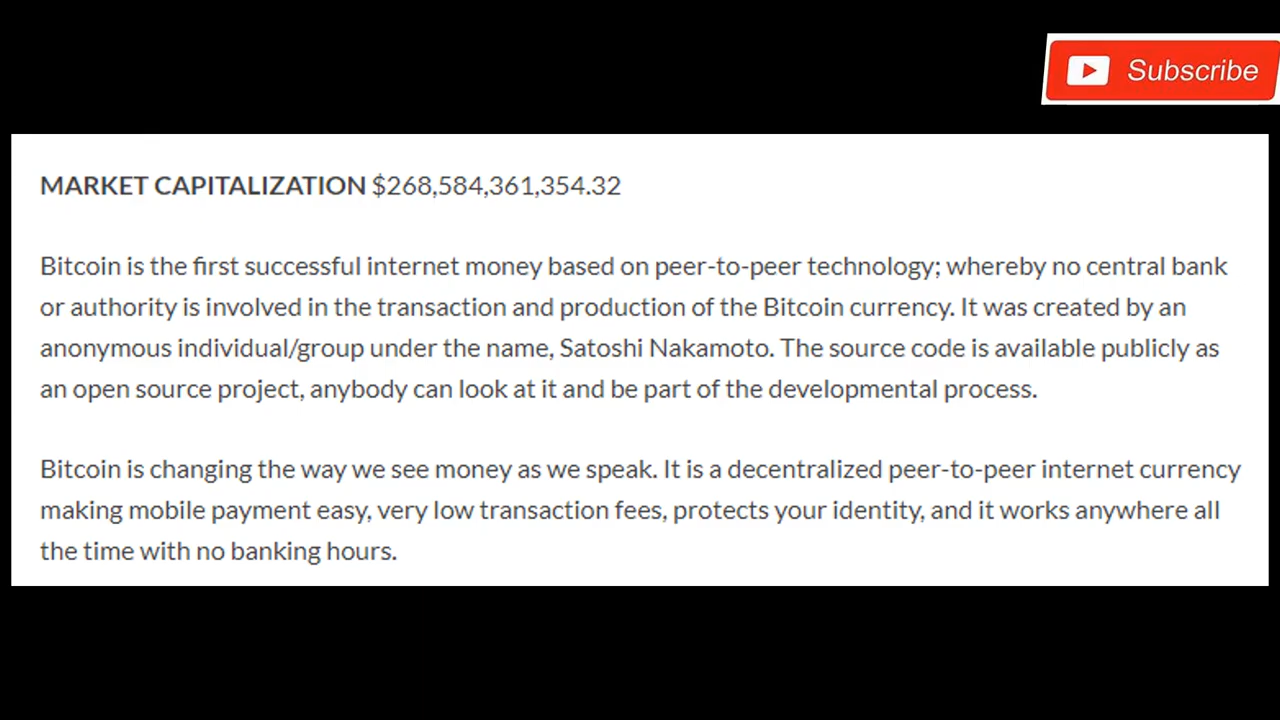 Subscribe
MARKET CAPITALIZATION $268,584,361,354.32
Bitcoin is the first successful internet money based on peer-to-peer technology; whereby no central bank
or authority is involved in the transaction and production of the Bitcoin currency. It was created by an
anonymous individual/group under the name, Satoshi Nakamoto. The source code is available publicly as
an open source project, anybody can look at it and be part of the developmental process.
Bitcoin is changing the way we see money as we speak. It is a decentralized peer-to-peer internet currency
making mobile payment easy, very low transaction fees, protects your identity, and it works anywhere all
the time with no banking hours.